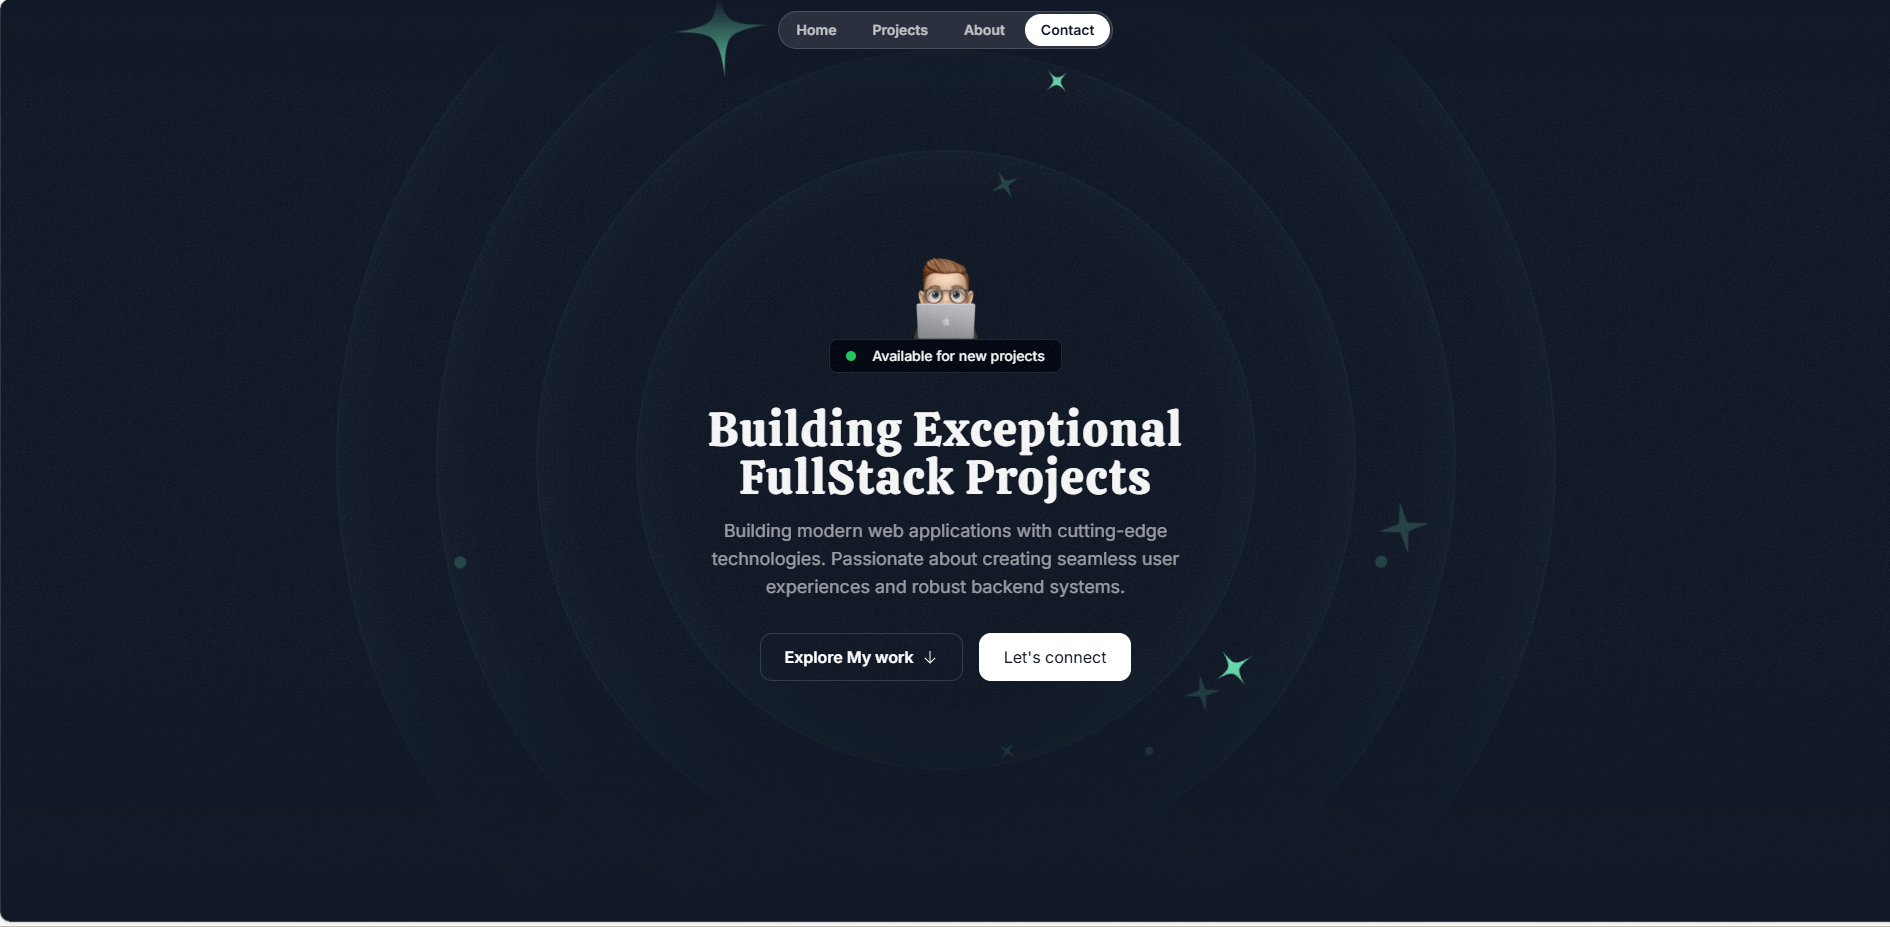 Home Projects About Contact
Available for new projects
Building Exceptional
FullStack Projects
Building modern web applications with cutting-edge
technologies. Passionate about creating seamless user
experiences and robust backend systems.
Explore My work ↓ Let's connect